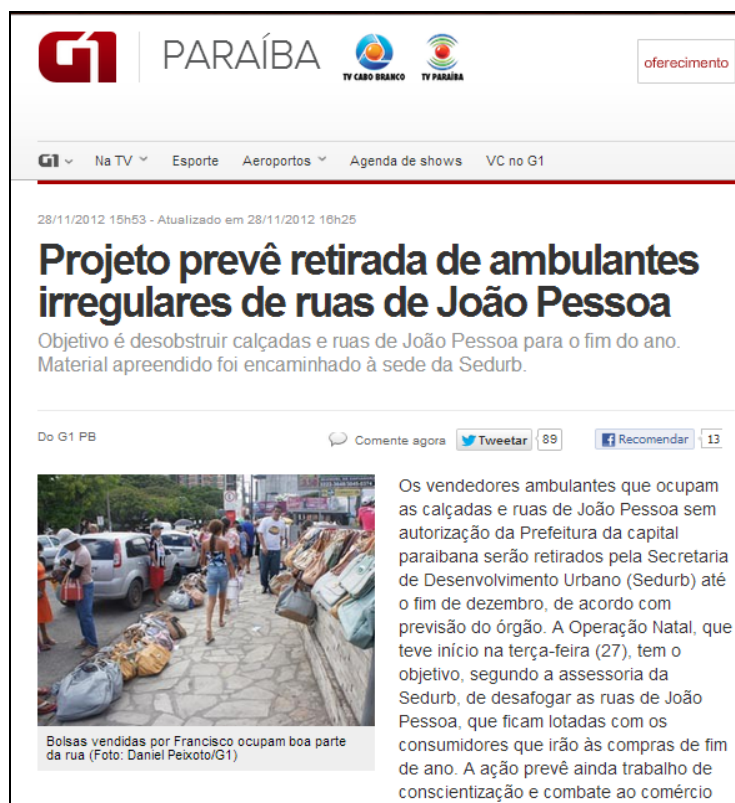 G1
PARAÍBA
TV CABO BRANCO
TV PARAÍBA
oferecimento
G1
Na TV
Esporte
Aeroportos
Agenda de shows
VC no G1
28/11/2012 15h53 - Atualizado em 28/11/2012 16h25
Projeto prevê retirada de ambulantes
irregulares de ruas de João Pessoa
Objetivo é desobstruir calçadas e ruas de João Pessoa para o fim do ano.
Material apreendido foi encaminhado à sede da Sedurb.
Do G1 PB
Comente agora
Tweetar
89
Recomendar
13
Bolsas vendidas por Francisco ocupam boa parte
da rua (Foto: Daniel Peixoto/G1)
Os vendedores ambulantes que ocupam
as calçadas e ruas de João Pessoa sem
autorização da Prefeitura da capital
paraibana serão retirados pela Secretaria
de Desenvolvimento Urbano (Sedurb) até
o fim de dezembro, de acordo com
previsão do órgão. A Operação Natal, que
teve início na terça-feira (27), tem o
objetivo, segundo a assessoria da
Sedurb, de desafogar as ruas de João
Pessoa, que ficam lotadas com os
consumidores que irão às compras de fim
de ano. A ação prevê ainda trabalho de
conscientização e combate ao comércio